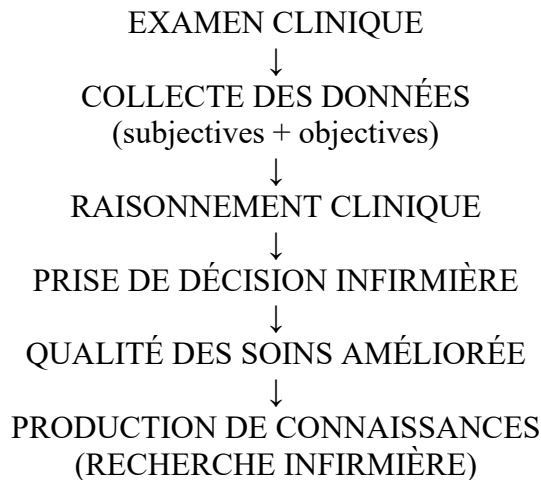 EXAMEN CLINIQUE
↓
COLLECTE DES DONNÉES
(subjectives + objectives)
↓
RAISONNEMENT CLINIQUE
↓
PRISE DE DÉCISION INFIRMIÈRE
↓
QUALITÉ DES SOINS AMÉLIORÉE
↓
PRODUCTION DE CONNAISSANCES
(RECHERCHE INFIRMIÈRE)